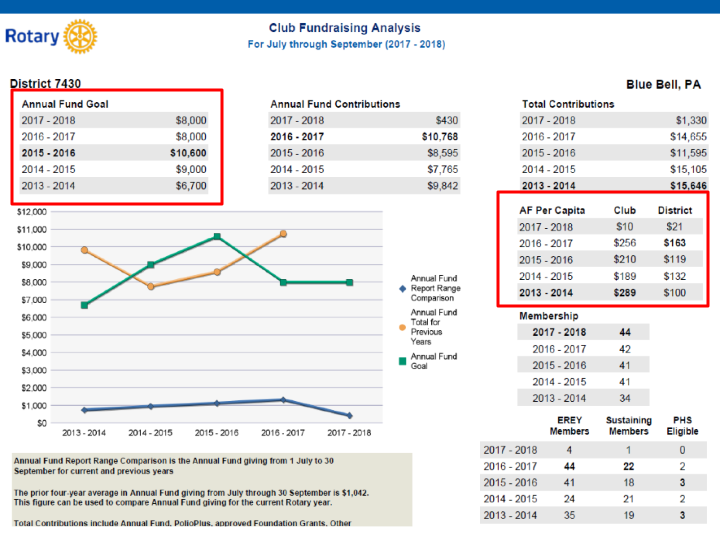 Rotary
Club Fundraising Analysis
For July through September (2017 - 2018)
District 7430
Blue Bell, PA
Annual Fund Goal
2017 - 2018 $8,000
2016 - 2017 $8,000
2015 - 2016 $10,600
2014 - 2015 $9,000
2013 - 2014 $6,700
Annual Fund Contributions
2017 - 2018 $430
2016 - 2017 $10,768
2015 - 2016 $8,595
2014 - 2015 $7,765
2013 - 2014 $9,842
Total Contributions
2017 - 2018 $1,330
2016 - 2017 $14,655
2015 - 2016 $11,595
2014 - 2015 $15,105
2013 - 2014 $15,646
$12,000
$11,000
$10,000
$9,000
$8,000
$7,000
$6,000
$5,000
$4,000
$3,000
$2,000
$1,000
$0
2013 - 2014 2014 - 2015 2015 - 2016 2016 - 2017 2017 - 2018
Annual Fund
Report Range
Comparison
Annual Fund
Total for
Previous
Years
Annual Fund
Goal
AF Per Capita Club District
2017 - 2018 $10 $21
2016 - 2017 $256 $163
2015 - 2016 $210 $119
2014 - 2015 $189 $132
2013 - 2014 $289 $100
Membership
2017 - 2018 44
2016 - 2017 42
2015 - 2016 41
2014 - 2015 41
2013 - 2014 34
EREY Sustaining PHS
Members Members Eligible
2017 - 2018 4 1 0
2016 - 2017 44 22 2
2015 - 2016 41 18 3
2014 - 2015 24 21 2
2013 - 2014 35 19 3
Annual Fund Report Range Comparison is the Annual Fund giving from 1 July to 30
September for current and previous years
The prior four-year average in Annual Fund giving from July through 30 September is $1,042.
This figure can be used to compare Annual Fund giving for the current Rotary year.
Total Contributions include Annual Fund, PolioPlus, approved Foundation Grants, Other